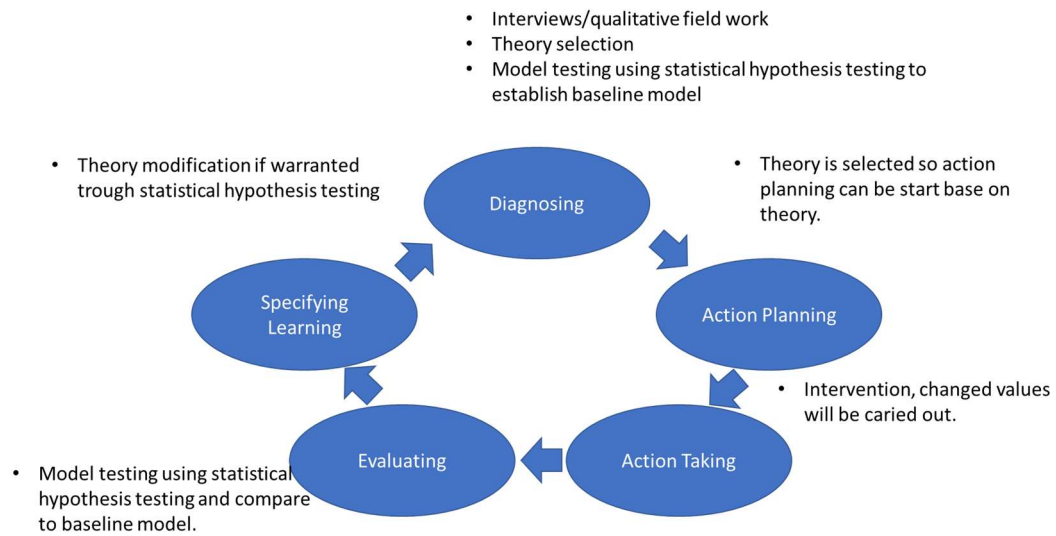 • Interviews/qualitative field work
• Theory selection
• Model testing using statistical hypothesis testing to
establish baseline model
• Theory modification if warranted
trough statistical hypothesis testing
Diagnosing
• Theory is selected so action
planning can be start base on
theory.
Specifying
Learning
Action Planning
• Intervention, changed values
will be caried out.
Evaluating
Action Taking
• Model testing using statistical
hypothesis testing and compare
to baseline model.